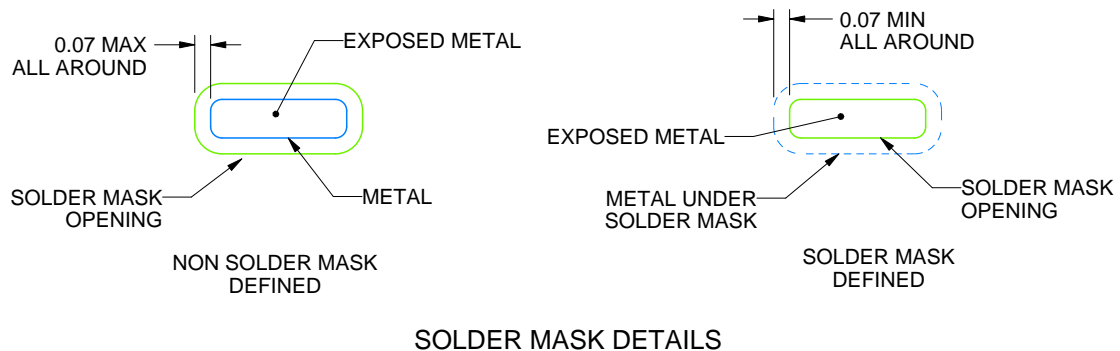 0.07 MAX
ALL AROUND
EXPOSED METAL
SOLDER MASK
OPENING
METAL
NON SOLDER MASK
DEFINED
0.07 MIN
ALL AROUND
EXPOSED METAL
METAL UNDER
SOLDER MASK
SOLDER MASK
OPENING
SOLDER MASK
DEFINED
SOLDER MASK DETAILS